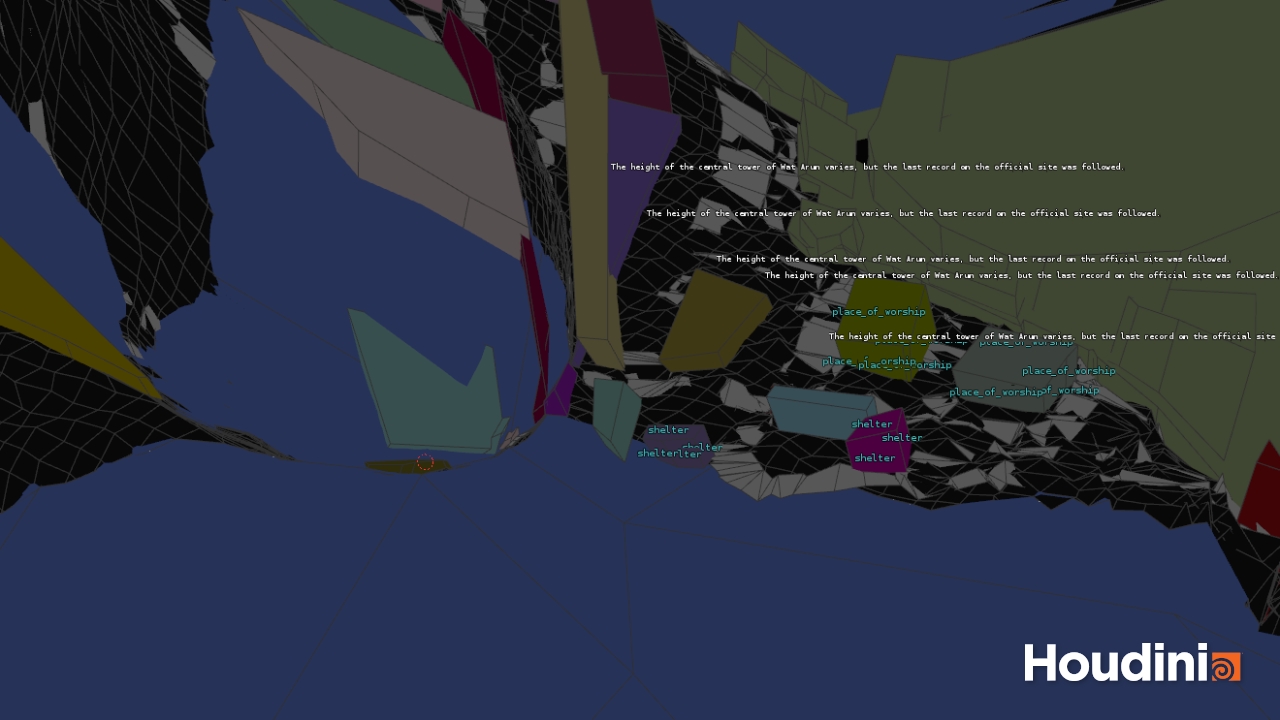 The height of the central tower of Wat Arun varies, but the last record on the official site was followed.
The height of the central tower of Wat Arun varies, but the last record on the official site was followed.
The height of the central tower of Wat Arun varies, but the last record on the official site was followed.
The height of the central tower of Wat Arun varies, but the last record on the official site was followed.
place_of_worship
The height of the central tower of Wat Arun varies, but the last record on the official site
place_of_worship
place_of_worship
place_of_worship
place_of_worship
place_of_worship
shelter
shelter
shelter
shelter
shelter
shelter
Houdini